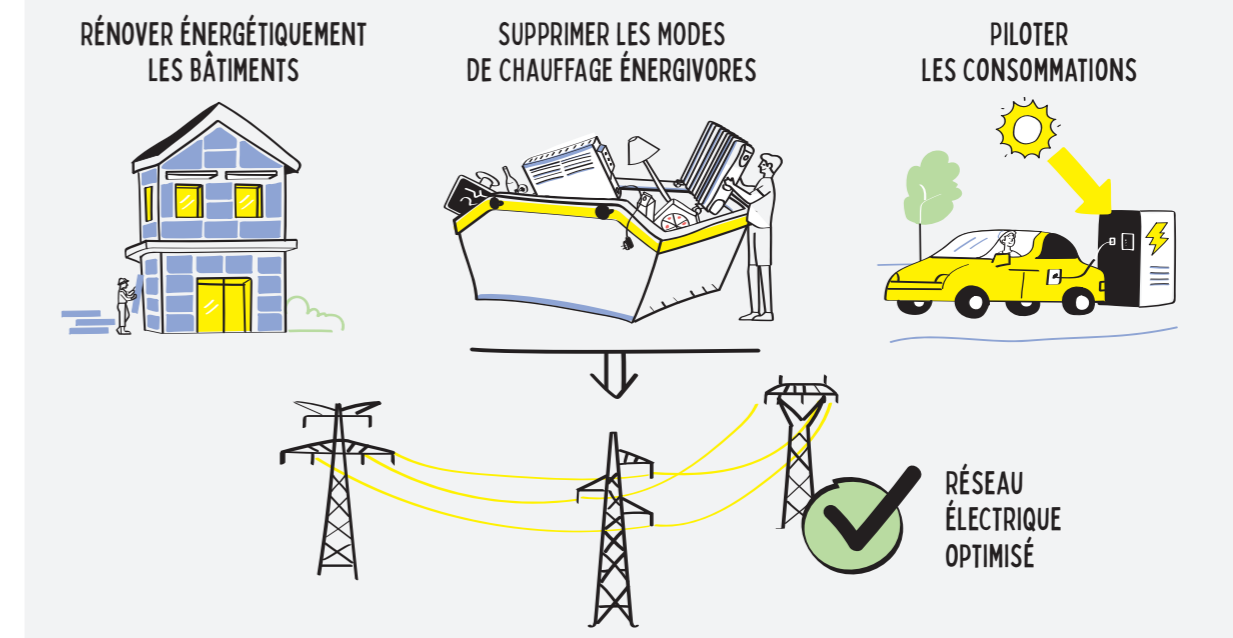 RÉNOVER ÉNERGÉTIQUEMENT
LES BÂTIMENTS
SUPPRIMER LES MODES
DE CHAUFFAGE ÉNERGIVORES
PILOTER
LES CONSOMMATIONS
RÉSEAU
ÉLECTRIQUE
OPTIMISÉ